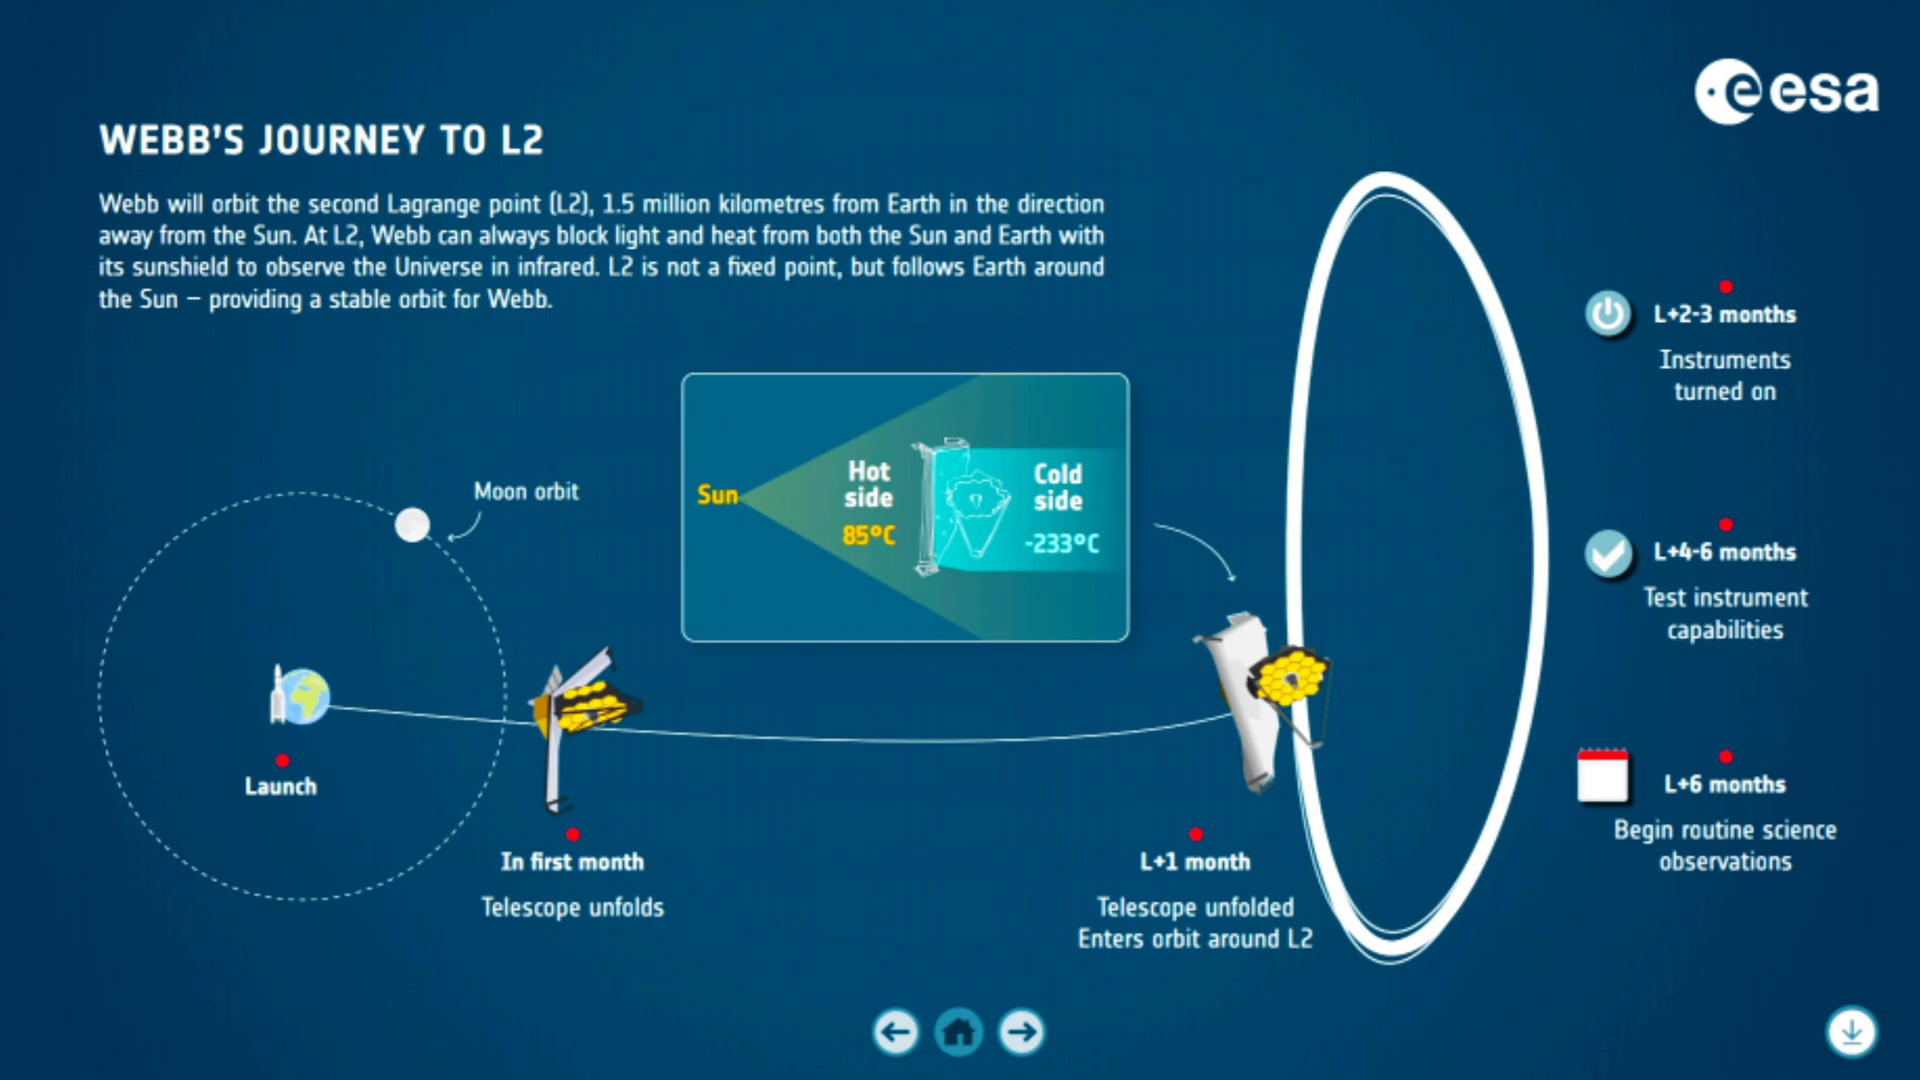 esa
WEBB'S JOURNEY TO L2
Webb will orbit the second Lagrange point (L2), 1.5 million kilometres from Earth in the direction
away from the Sun. At L2, Webb can always block light and heat from both the Sun and Earth with
its sunshield to observe the Universe in infrared. L2 is not a fixed point, but follows Earth around
the Sun – providing a stable orbit for Webb.
Moon orbit
Sun
Hot
side
85°C
Cold
side
-233°C
Launch
In first month
Telescope unfolds
L+1 month
Telescope unfolded
Enters orbit around L2
L+2-3 months
Instruments
turned on
L+4-6 months
Test instrument
capabilities
L+6 months
Begin routine science
observations